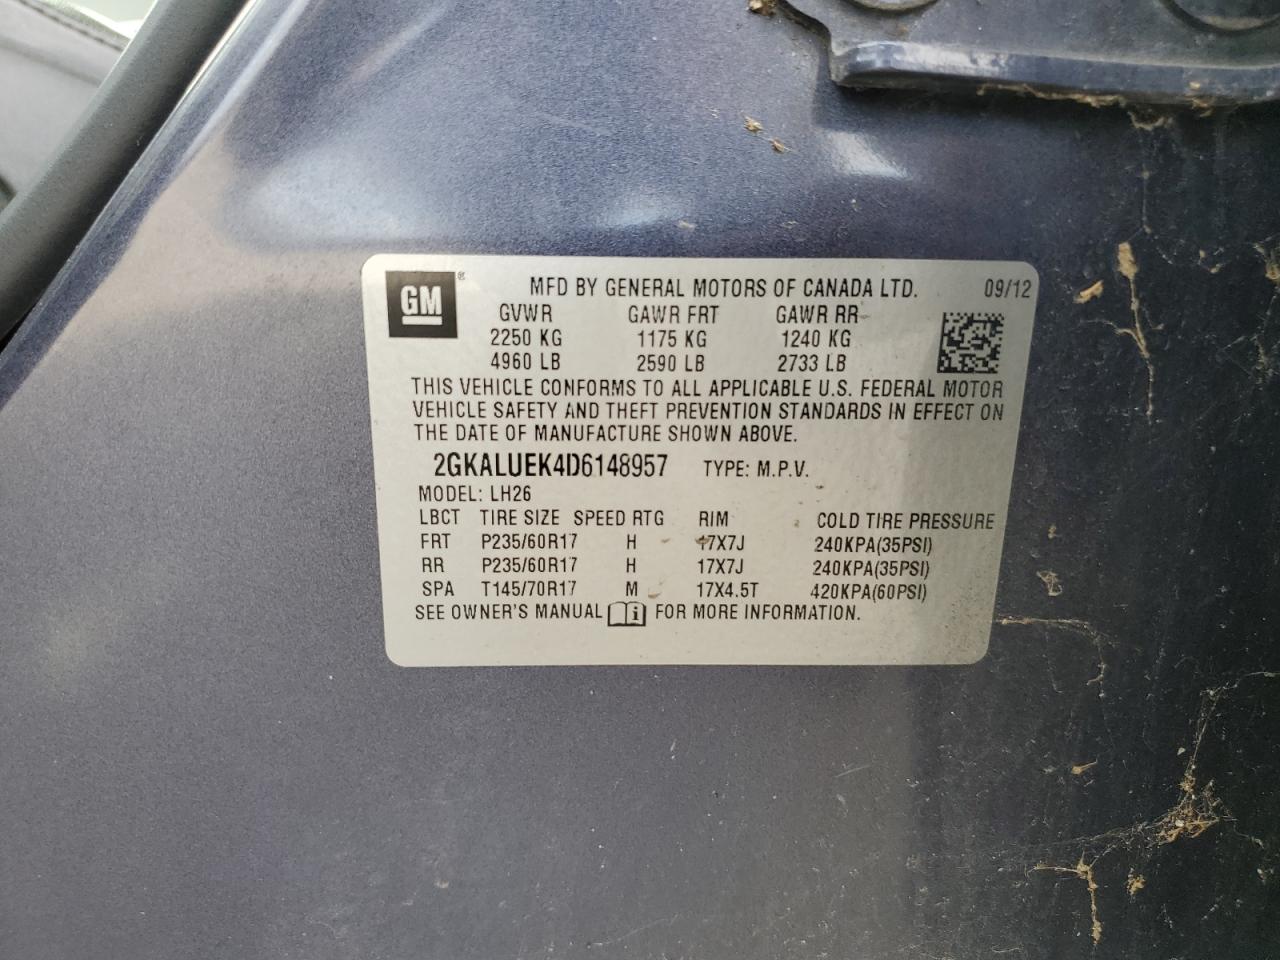 GM ®
MFD BY GENERAL MOTORS OF CANADA LTD. 09/12
GVWR GAWR FRT GAWR RR
2250 KG 1175 KG 1240 KG
4960 LB 2590 LB 2733 LB
THIS VEHICLE CONFORMS TO ALL APPLICABLE U.S. FEDERAL MOTOR
VEHICLE SAFETY AND THEFT PREVENTION STANDARDS IN EFFECT ON
THE DATE OF MANUFACTURE SHOWN ABOVE.
2GKALUEK4D6148957 TYPE: M.P.V.
MODEL: LH26
LBCT TIRE SIZE SPEED RTG RIM COLD TIRE PRESSURE
FRT P235/60R17 H 17X7J 240KPA(35PSI)
RR P235/60R17 H 17X7J 240KPA(35PSI)
SPA T145/70R17 M 17X4.5T 420KPA(60PSI)
SEE OWNER'S MANUAL i FOR MORE INFORMATION.